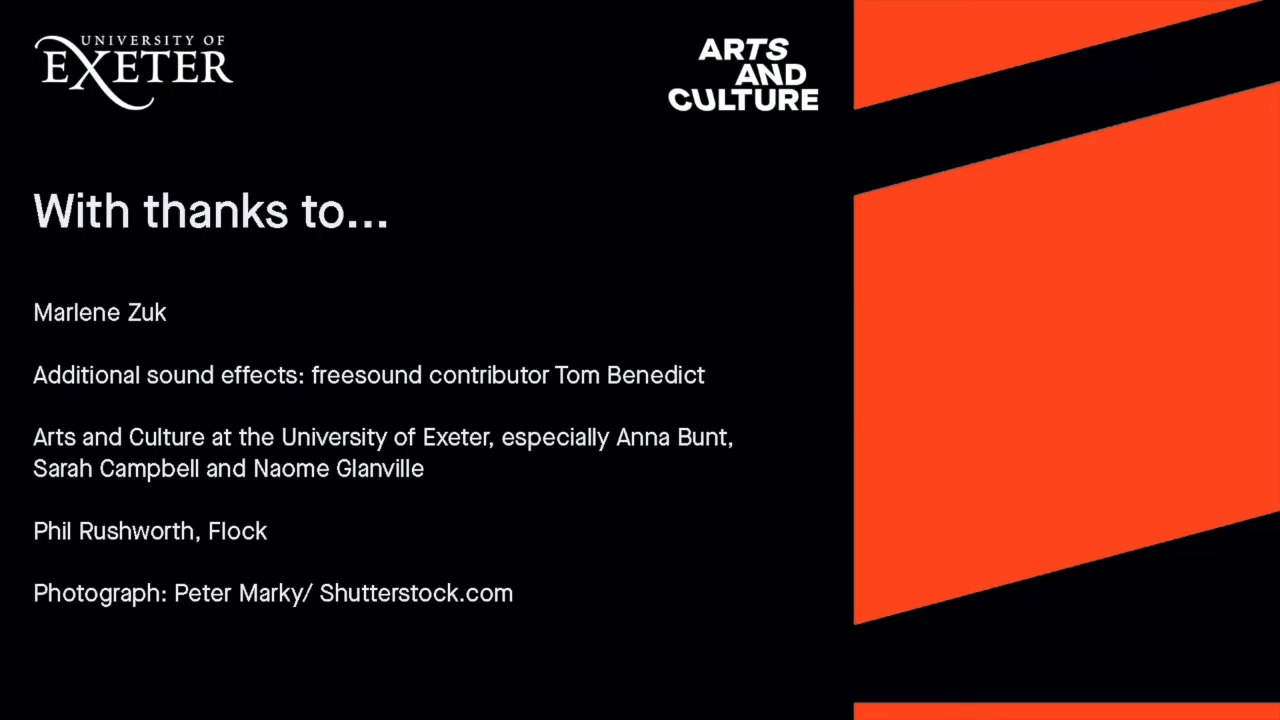 UNIVERSITY OF
EXETER
ARTS
AND
CULTURE
With thanks to...
Marlene Zuk
Additional sound effects: freesound contributor Tom Benedict
Arts and Culture at the University of Exeter, especially Anna Bunt,
Sarah Campbell and Naome Glanville
Phil Rushworth, Flock
Photograph: Peter Marky/ Shutterstock.com